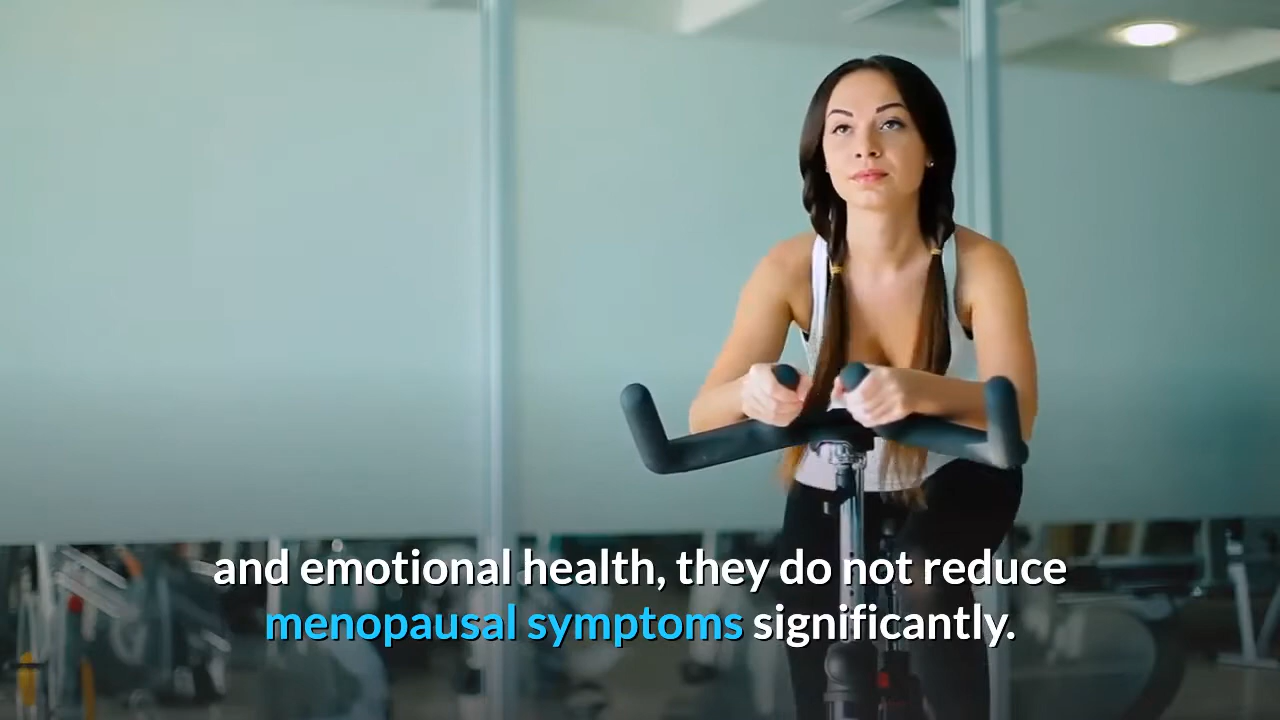 and emotional health, they do not reduce
menopausal symptoms significantly.